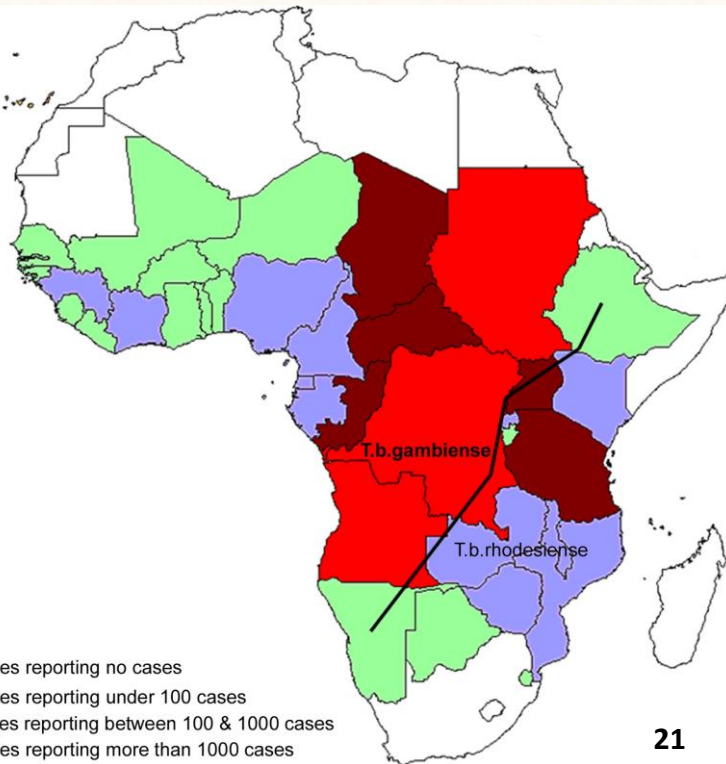 T.b.gambiense
T.b.rhodesiense
es reporting no cases
es reporting under 100 cases
es reporting between 100 & 1000 cases
es reporting more than 1000 cases
21